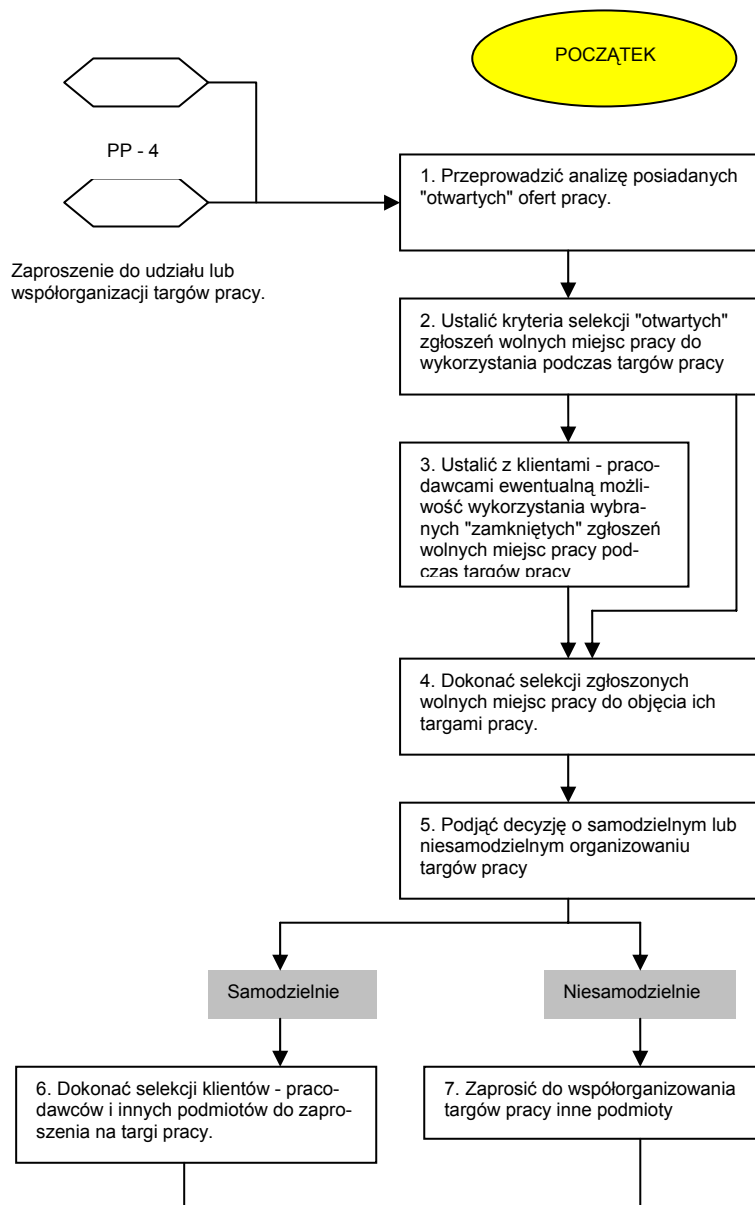 POCZĄTEK
PP - 4
1. Przeprowadzić analizę posiadanych
"otwartych" ofert pracy.
Zaproszenie do udziału lub
współorganizacji targów pracy.
2. Ustalić kryteria selekcji "otwartych"
zgłoszeń wolnych miejsc pracy do
wykorzystania podczas targów pracy
3. Ustalić z klientami - praco-
dawcami ewentualną możli-
wość wykorzystania wybra-
nych "zamkniętych" zgłoszeń
wolnych miejsc pracy pod-
czas targów pracy
4. Dokonać selekcji zgłoszonych
wolnych miejsc pracy do objęcia ich
targami pracy.
5. Podjąć decyzję o samodzielnym lub
niesamodzielnym organizowaniu
targów pracy
Samodzielnie
Niesamodzielnie
6. Dokonać selekcji klientów - praco-
dawców i innych podmiotów do zapro-
szenia na targi pracy.
7. Zaprosić do współorganizowania
targów pracy inne podmioty